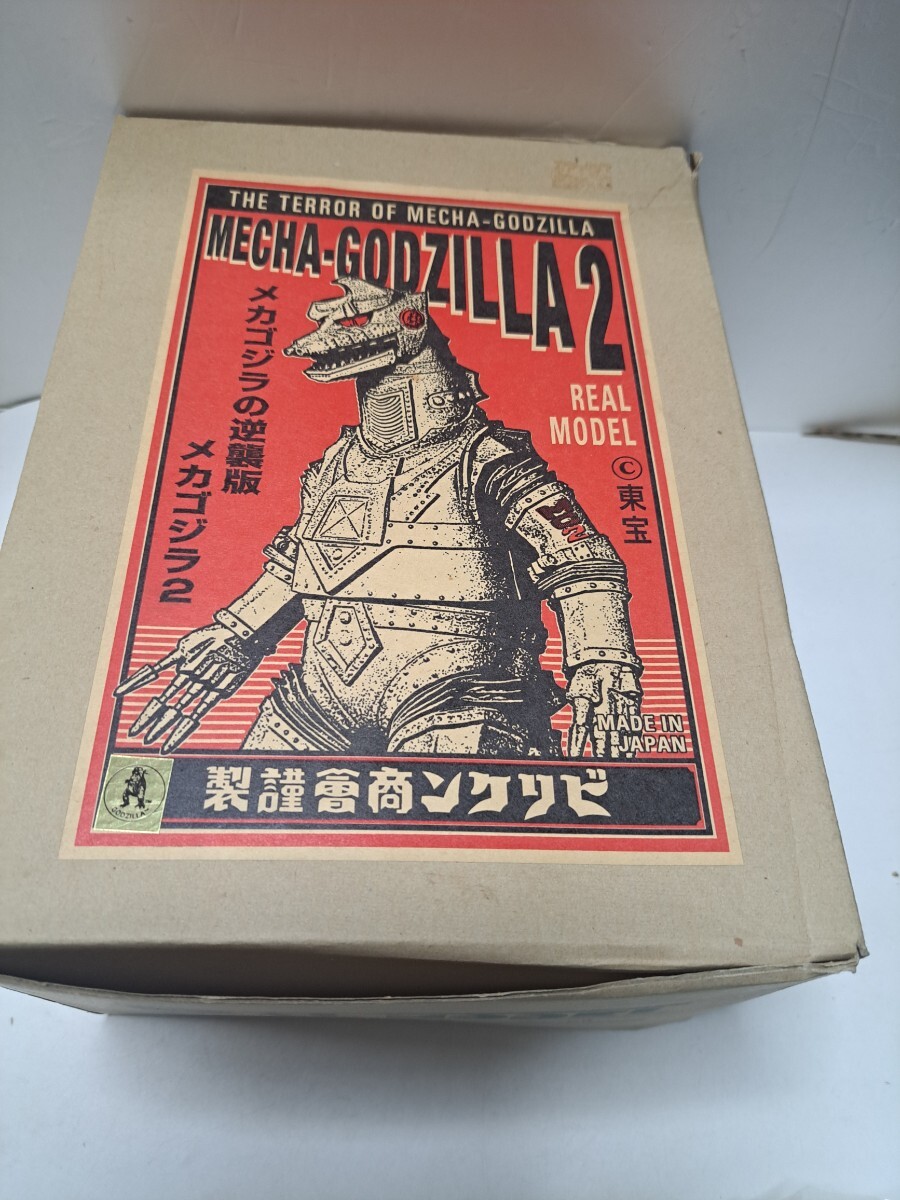 THE TERROR OF MECHA-GODZILLA
MECHA-GODZILLA 2
メカゴジラの逆襲版
メカゴジラ2
REAL
MODEL
©東宝
MG2
MADE IN
JAPAN
製謹會商ンケリビ
GODZILLA